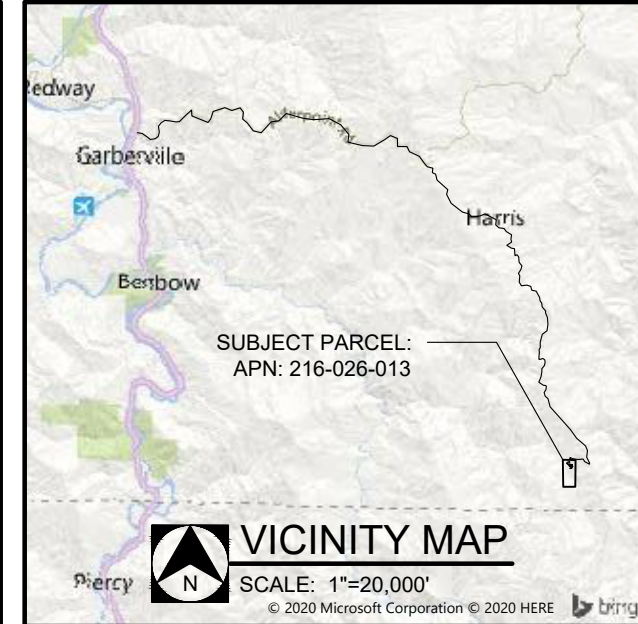 edway
Garberville
Harris
Benbow
SUBJECT PARCEL:
APN: 216-026-013
VICINITY MAP
N
SCALE: 1"=20,000'
Piercy
© 2020 Microsoft Corporation © 2020 HERE
bing